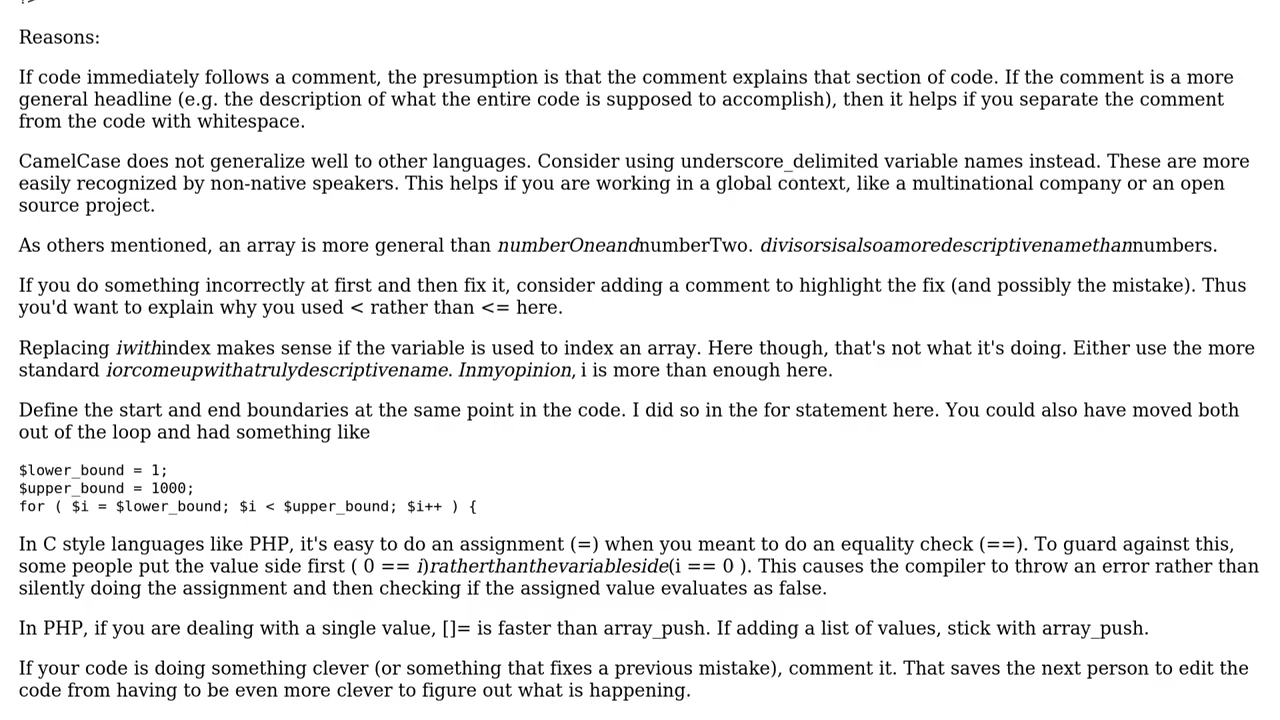 Reasons:
If code immediately follows a comment, the presumption is that the comment explains that section of code. If the comment is a more
general headline (e.g. the description of what the entire code is supposed to accomplish), then it helps if you separate the comment
from the code with whitespace.
CamelCase does not generalize well to other languages. Consider using underscore_delimited variable names instead. These are more
easily recognized by non-native speakers. This helps if you are working in a global context, like a multinational company or an open
source project.
As others mentioned, an array is more general than numberOneandnumberTwo. divisorsisalsoamoredescriptivenamethannumbers.
If you do something incorrectly at first and then fix it, consider adding a comment to highlight the fix (and possibly the mistake). Thus
you'd want to explain why you used < rather than <= here.
Replacing iwithindex makes sense if the variable is used to index an array. Here though, that's not what it's doing. Either use the more
standard iorcomeupwithatrulydescriptivename. Inmyopinion, i is more than enough here.
Define the start and end boundaries at the same point in the code. I did so in the for statement here. You could also have moved both
out of the loop and had something like
$lower_bound = 1;
$upper_bound = 1000;
for ( $i = $lower_bound; $i < $upper_bound; $i++ ) {
In C style languages like PHP, it's easy to do an assignment (=) when you meant to do an equality check (==). To guard against this,
some people put the value side first ( 0 == i)ratherthanthevariableside(i == 0 ). This causes the compiler to throw an error rather than
silently doing the assignment and then checking if the assigned value evaluates as false.
In PHP, if you are dealing with a single value, []= is faster than array_push. If adding a list of values, stick with array_push.
If your code is doing something clever (or something that fixes a previous mistake), comment it. That saves the next person to edit the
code from having to be even more clever to figure out what is happening.